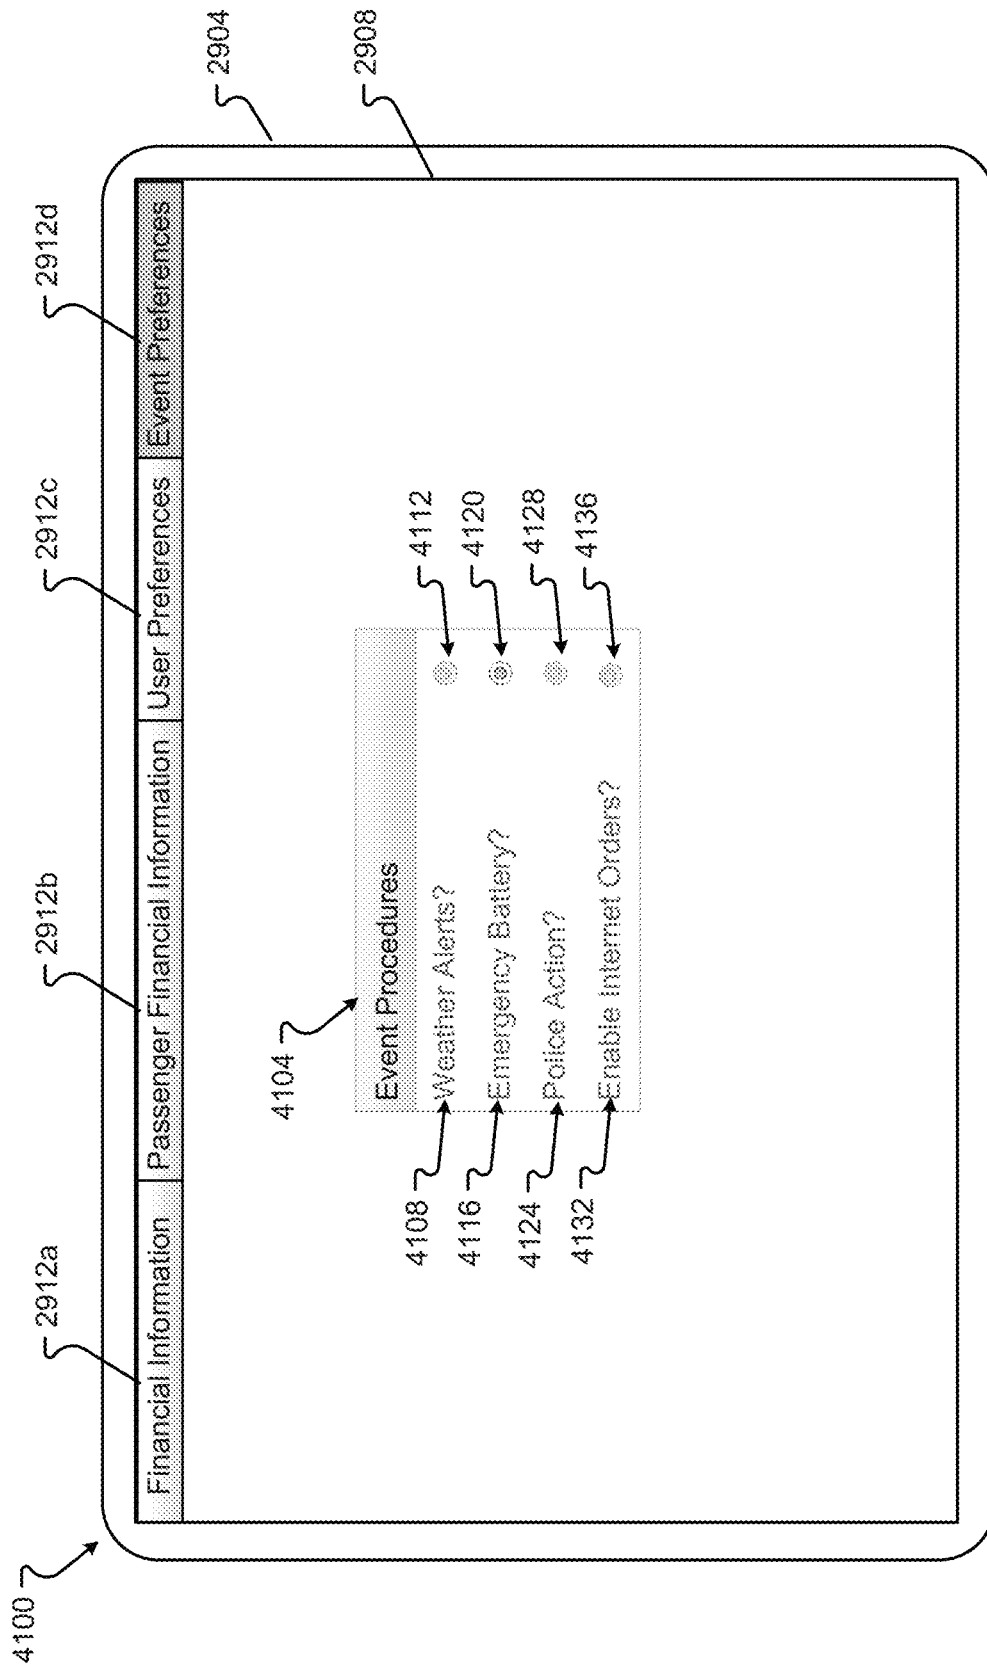 4100
2912a
2912b
2912c
2912d
2904
2908
Financial Information
Passenger Financial Information
User Preferences
Event Preferences
4104
Event Procedures
4108
Weather Alerts?
4112
4116
Emergency Battery?
4120
4124
Police Action?
4128
4132
Enable Internet Orders?
4136